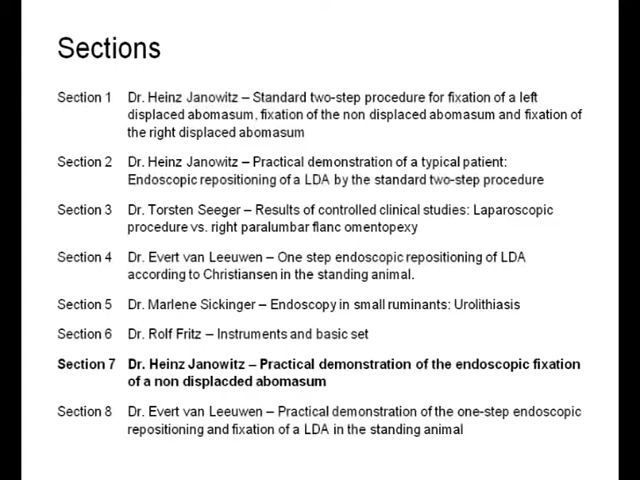 Sections
Section 1 Dr. Heinz Janowitz – Standard two-step procedure for fixation of a left
displaced abomasum, fixation of the non displaced abomasum and fixation of
the right displaced abomasum
Section 2 Dr. Heinz Janowitz – Practical demonstration of a typical patient:
Endoscopic repositioning of a LDA by the standard two-step procedure
Section 3 Dr. Torsten Seeger – Results of controlled clinical studies: Laparoscopic
procedure vs. right paralumbar flanc omentopexy
Section 4 Dr. Evert van Leeuwen – One step endoscopic repositioning of LDA
according to Christiansen in the standing animal.
Section 5 Dr. Marlene Sickinger – Endoscopy in small ruminants: Urolithiasis
Section 6 Dr. Rolf Fritz – Instruments and basic set
Section 7 Dr. Heinz Janowitz – Practical demonstration of the endoscopic fixation
of a non displacded abomasum
Section 8 Dr. Evert van Leeuwen – Practical demonstration of the one-step endoscopic
repositioning and fixation of a LDA in the standing animal